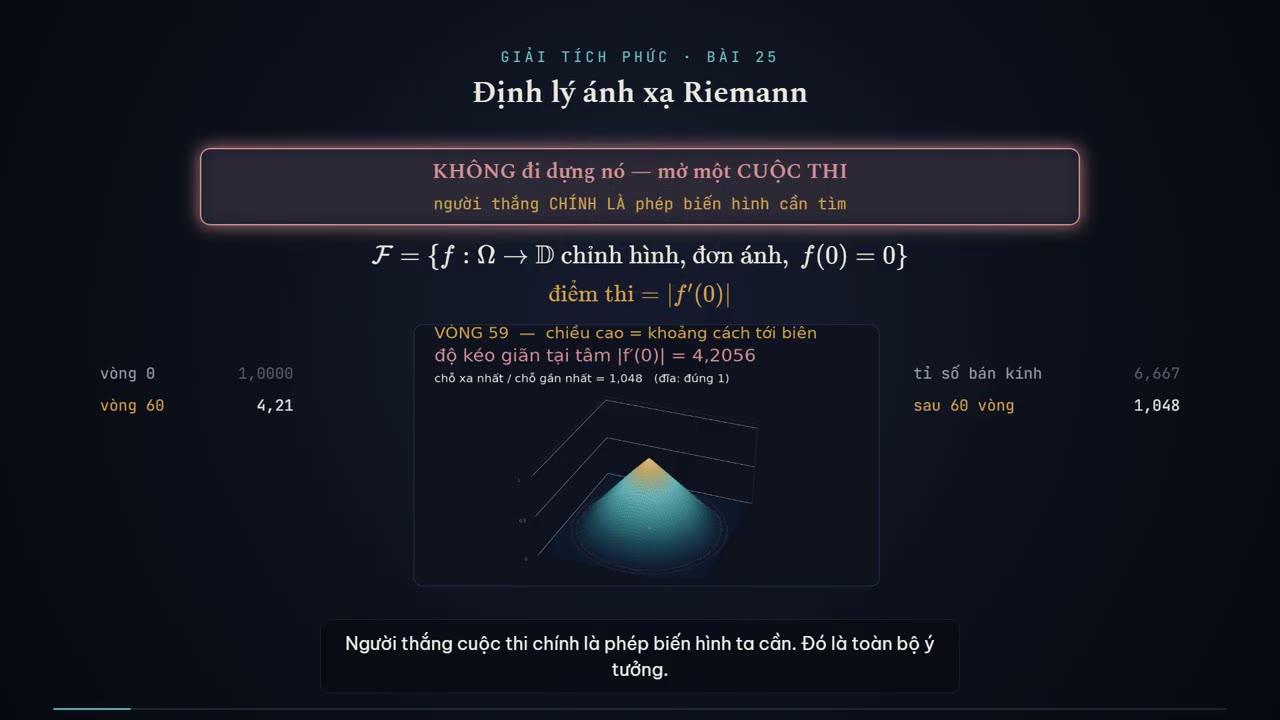 GIẢI TÍCH PHỨC · BÀI 25
Định lý ánh xạ Riemann
KHÔNG đi dựng nó — mở một CUỘC THI
người thắng CHÍNH LÀ phép biến hình cần tìm
ℱ = {f : Ω → 𝔻 chỉnh hình, đơn ánh, f(0) = 0}
điểm thi = |f′(0)|
VÒNG 59 — chiều cao = khoảng cách tới biên
độ kéo giãn tại tâm |f′(0)| = 4,2056
chỗ xa nhất / chỗ gần nhất = 1,048 (đĩa: đúng 1)
vòng 0 1,0000
vòng 60 4,21
tỉ số bán kính 6,667
sau 60 vòng 1,048
1
0.5
0
Người thắng cuộc thi chính là phép biến hình ta cần. Đó là toàn bộ ý
tưởng.